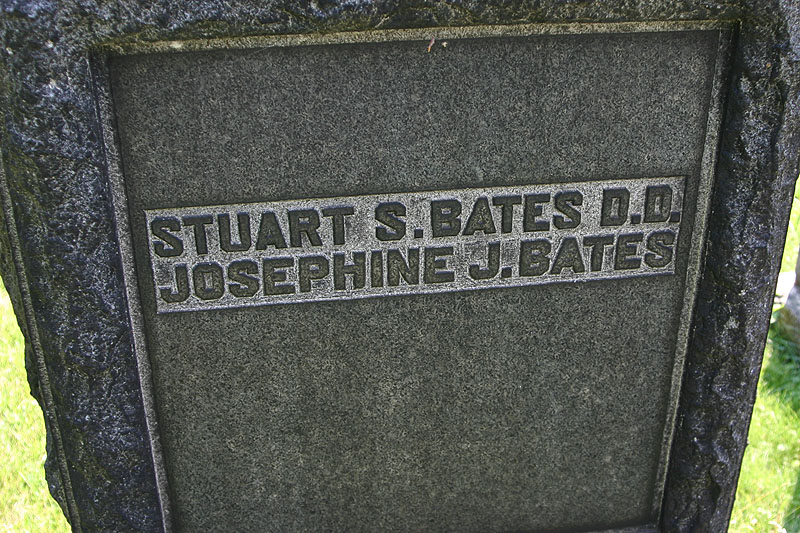 STUART S. BATES D.D.
JOSEPHINE J. BATES